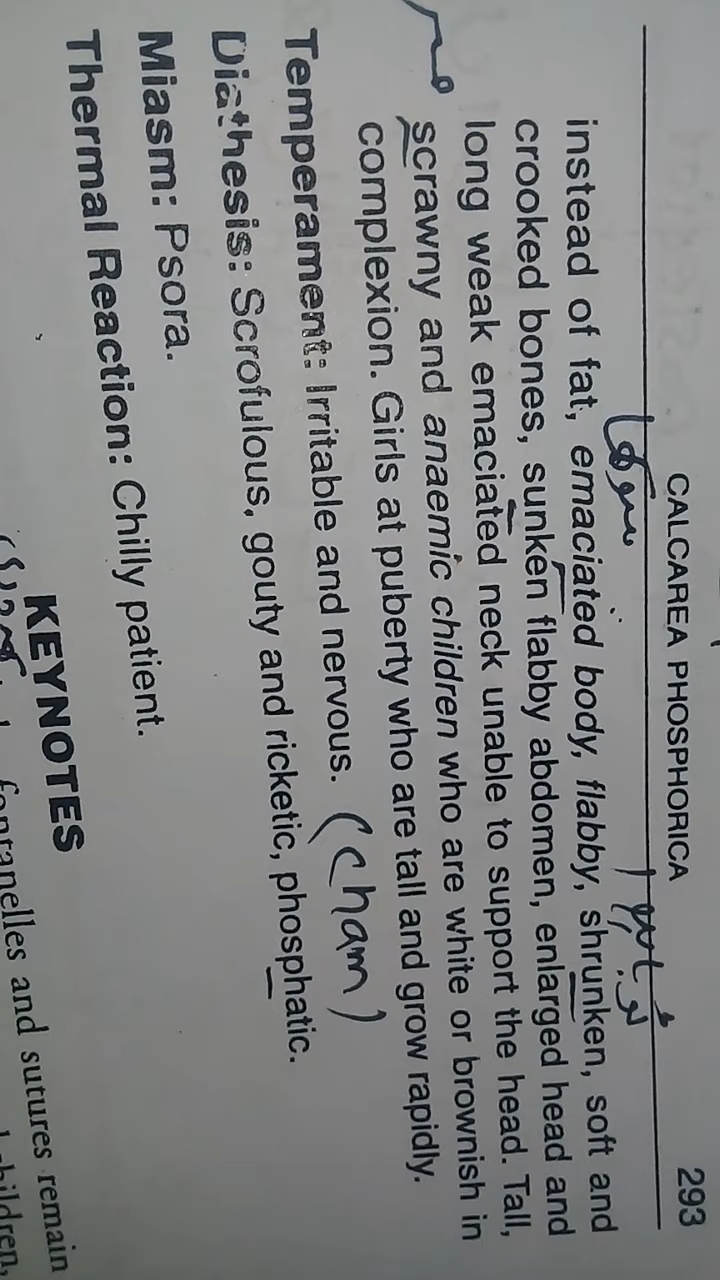 CALCAREA PHOSPHORICA 293
instead of fat, emaciated body, flabby, shrunken, soft and
crooked bones, sunken flabby abdomen, enlarged head and
long weak emaciated neck unable to support the head. Tall,
scrawny and anaemic children who are white or brownish in
complexion. Girls at puberty who are tall and grow rapidly.
Temperament: Irritable and nervous. (Cham)
Diathesis: Scrofulous, gouty and ricketic, phosphatic.
Miasm: Psora.
Thermal Reaction: Chilly patient.
KEYNOTES
fontanelles and sutures remain
children,